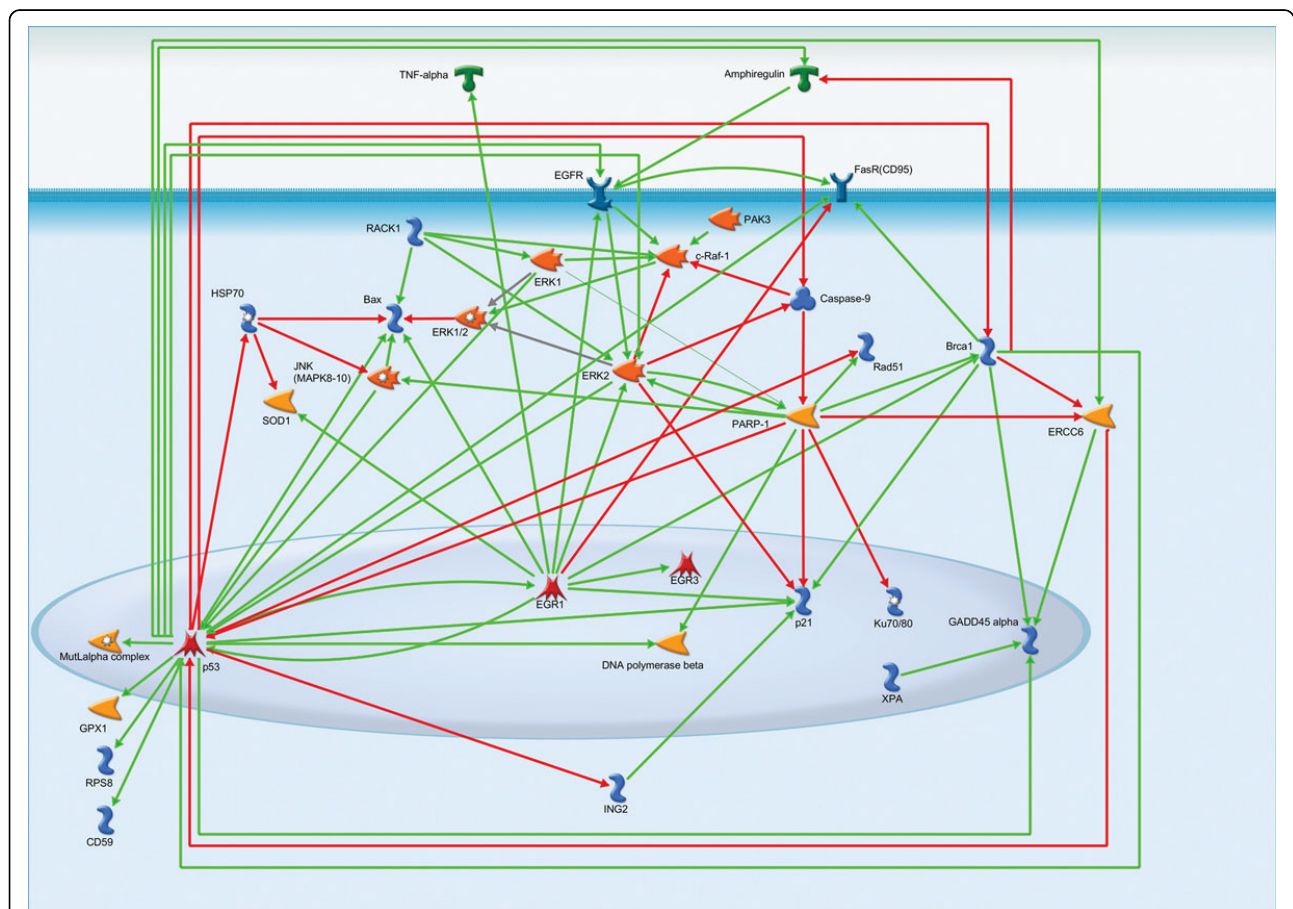 TNF-alpha
Amphiregulin
EGFR
FasR(CD95)
RACK1
PAK3
c-Raf-1
ERK1
HSP70
Bax
Caspase-9
ERK1/2
Brca1
Rad51
JNK
(MAPK8-10)
ERK2
SOD1
PARP-1
ERCC6
EGR3
EGR1
p21
Ku70/80
GADD45 alpha
MutLalpha complex
p53
DNA polymerase beta
XPA
GPX1
RPS8
ING2
CD59